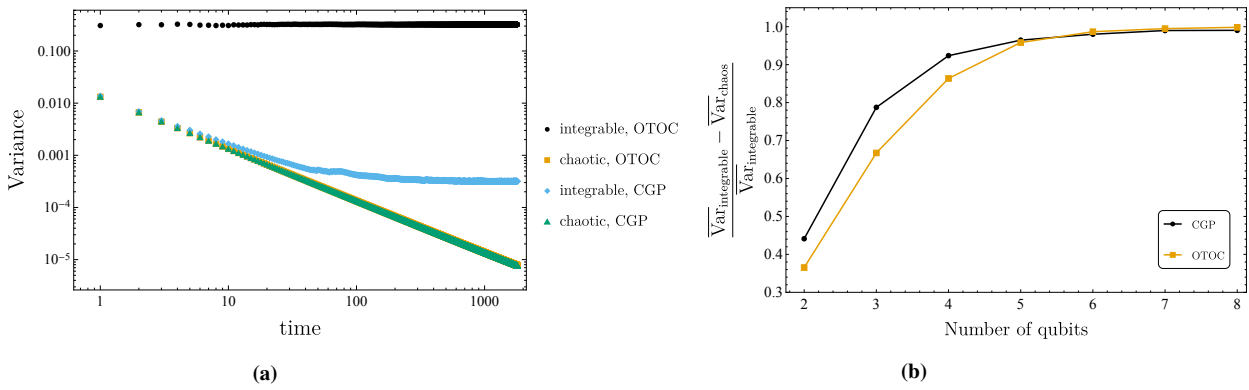 Variance
0.100
0.010
0.001
10⁻⁴
10⁻⁵
1
10
100
1000
time
integrable, OTOC
chaotic, OTOC
integrable, CGP
chaotic, CGP
(a)
Var_integrable − Var_chaos
Var_integrable
1.0
0.9
0.8
0.7
0.6
0.5
0.4
0.3
2
3
4
5
6
7
8
Number of qubits
CGP
OTOC
(b)